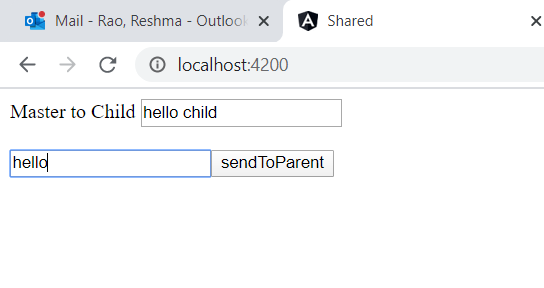 Mail - Rao, Reshma - Outlook
Shared
localhost:4200
Master to Child hello child
hello sendToParent